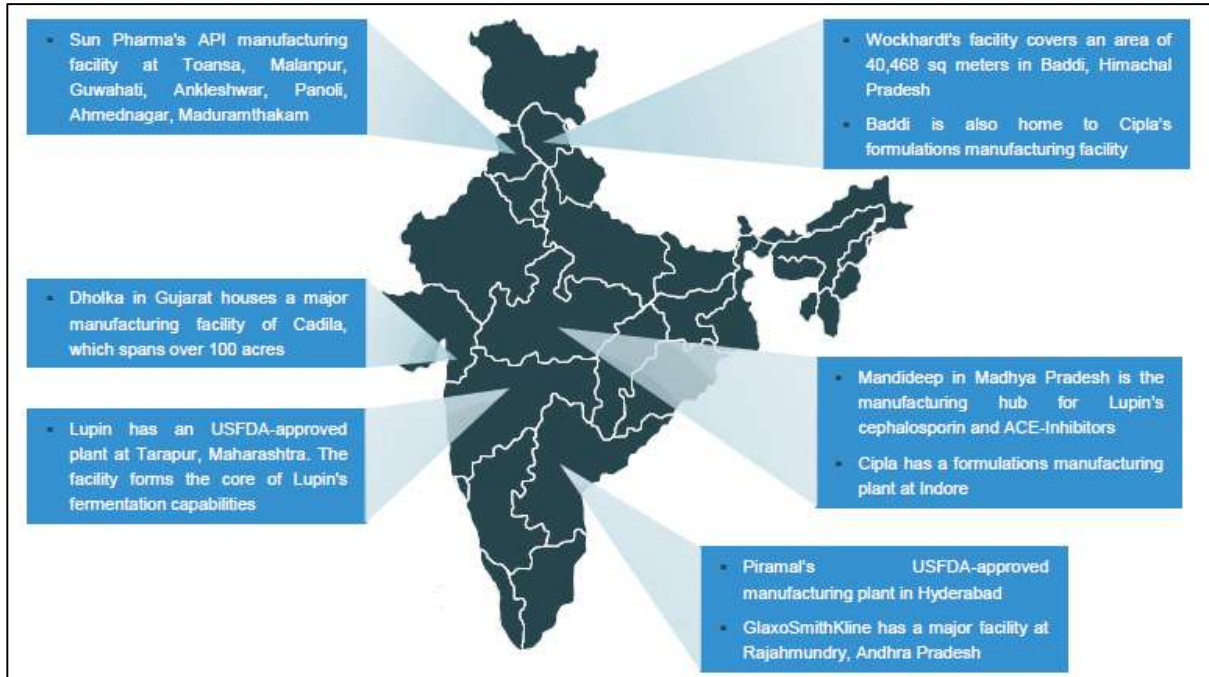 ▪ Sun Pharma's API manufacturing
facility at Toansa, Malanpur,
Guwahati, Ankleshwar, Panoli,
Ahmednagar, Maduramthakam
▪ Wockhardt's facility covers an area of
40,468 sq meters in Baddi, Himachal
Pradesh
▪ Baddi is also home to Cipla's
formulations manufacturing facility
▪ Dholka in Gujarat houses a major
manufacturing facility of Cadila,
which spans over 100 acres
▪ Lupin has an USFDA-approved
plant at Tarapur, Maharashtra. The
facility forms the core of Lupin's
fermentation capabilities
▪ Mandideep in Madhya Pradesh is the
manufacturing hub for Lupin's
cephalosporin and ACE-Inhibitors
▪ Cipla has a formulations manufacturing
plant at Indore
▪ Piramal's USFDA-approved
manufacturing plant in Hyderabad
▪ GlaxoSmithKline has a major facility at
Rajahmundry, Andhra Pradesh